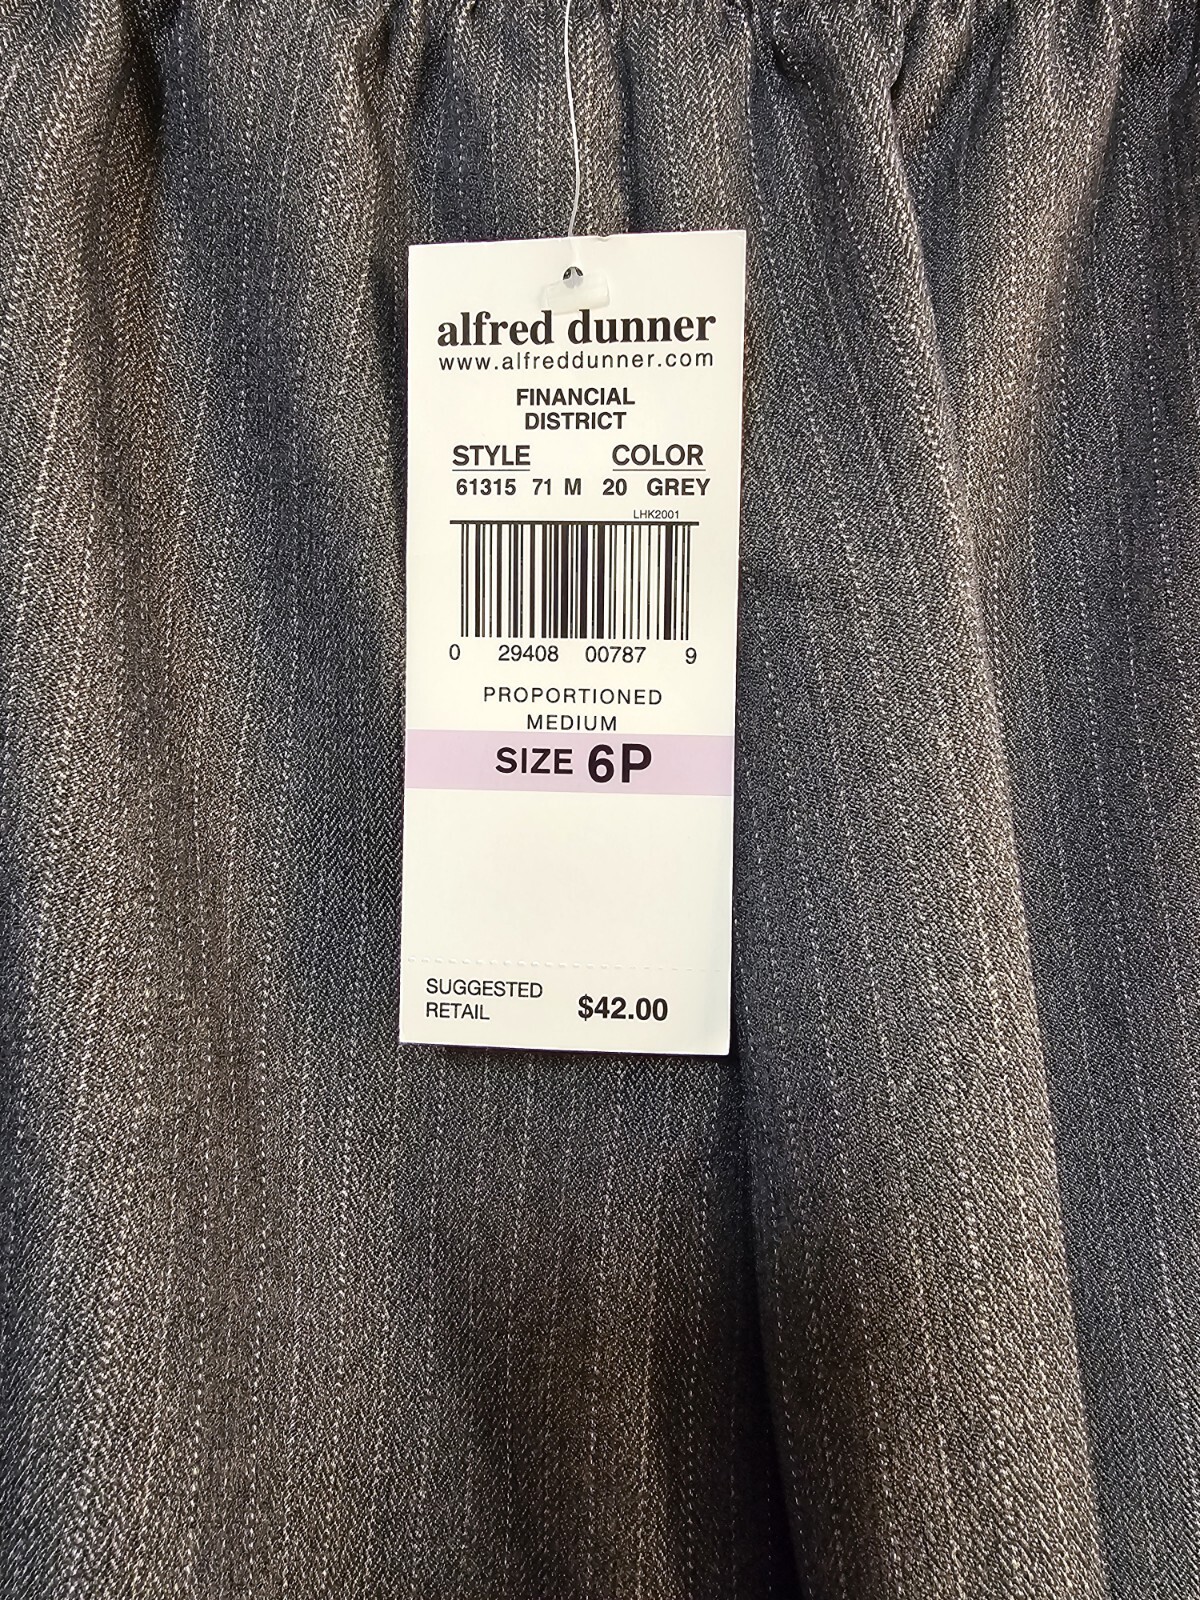 alfred dunner
www.alfreddunner.com
FINANCIAL
DISTRICT
STYLE COLOR
61315 71 M 20 GREY
LHK2001
0 29408 00787 9
PROPORTIONED
MEDIUM
SIZE 6P
SUGGESTED
RETAIL $42.00